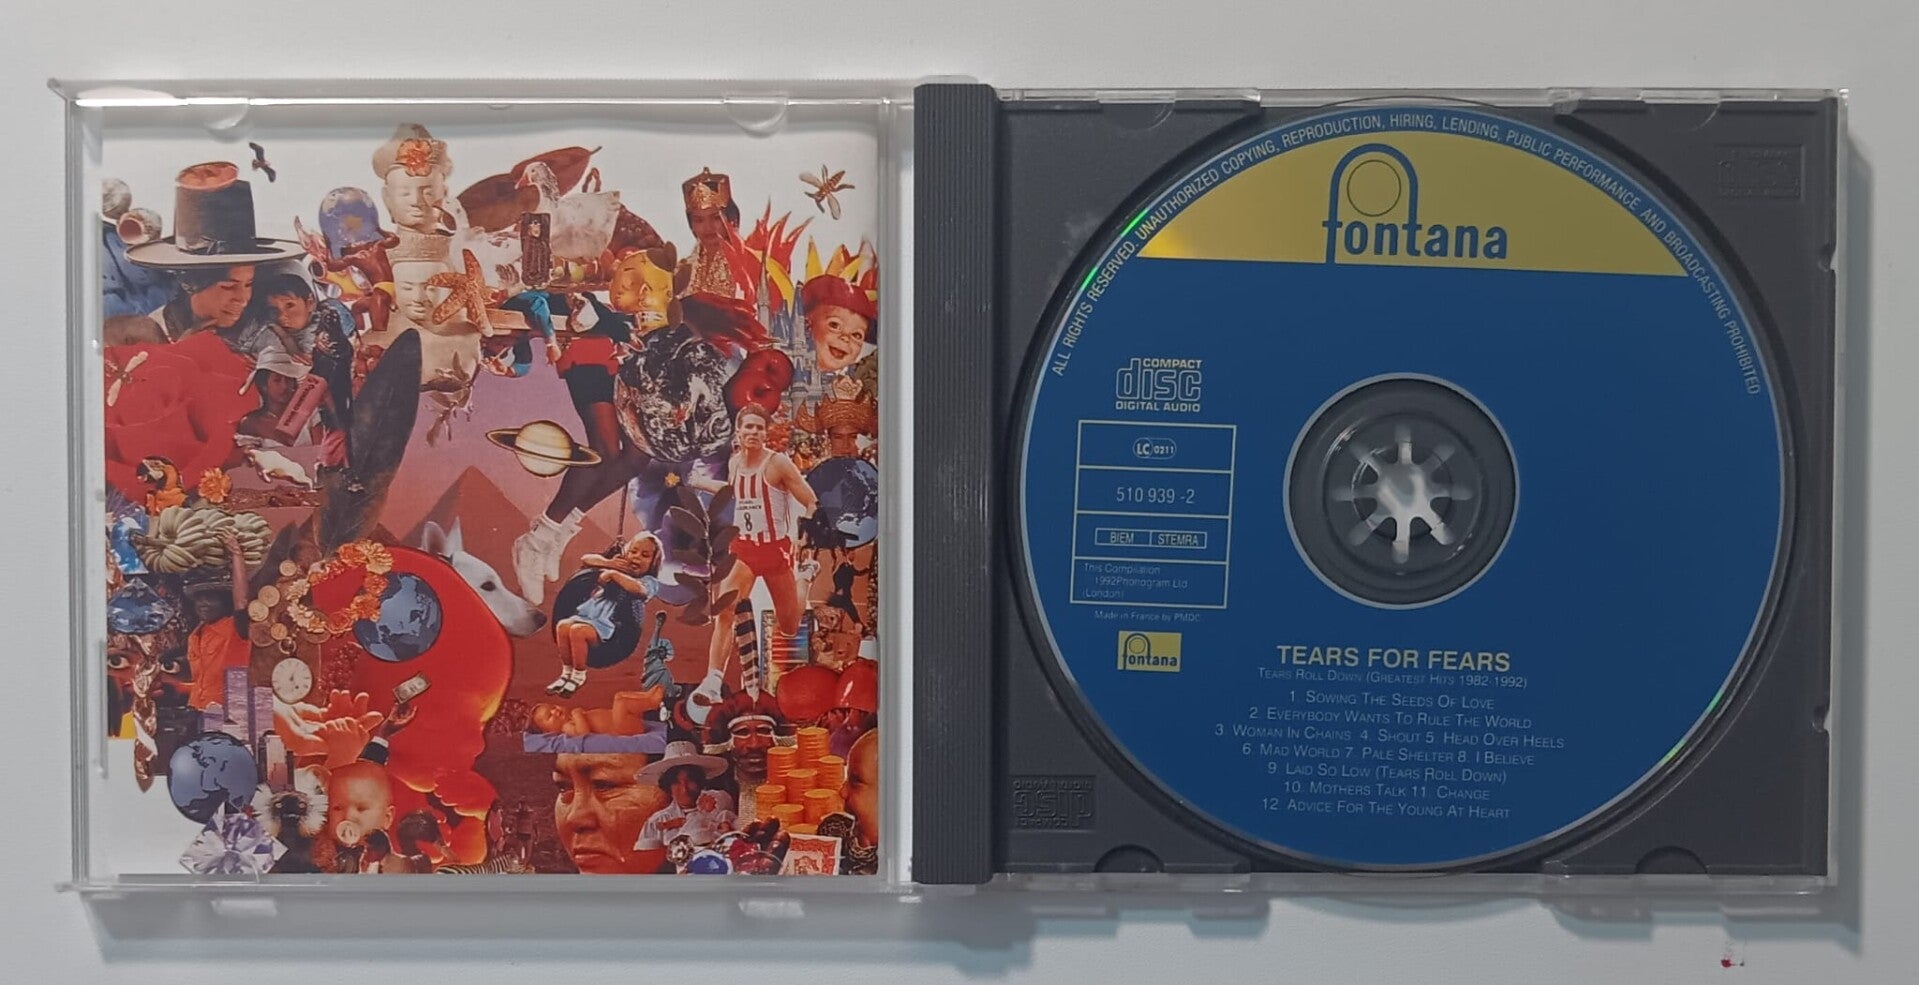 ALL RIGHTS RESERVED. UNAUTHORIZED COPYING, REPRODUCTION, HIRING, LENDING, PUBLIC PERFORMANCE AND BROADCASTING PROHIBITED
fontana
COMPACT
disc
DIGITAL AUDIO
LC 0211
510 939 -2
BIEM STEMRA
This Compilation
1992Phonogram Ltd
(London)
Made in France by PMDC
fontana
TEARS FOR FEARS
TEARS ROLL DOWN (GREATEST HITS 1982-1992)
1. SOWING THE SEEDS OF LOVE
2. EVERYBODY WANTS TO RULE THE WORLD
3. WOMAN IN CHAINS 4. SHOUT 5. HEAD OVER HEELS
6. MAD WORLD 7. PALE SHELTER 8. I BELIEVE
9. LAID SO LOW (TEARS ROLL DOWN)
10. MOTHERS TALK 11. CHANGE
12. ADVICE FOR THE YOUNG AT HEART
8
disc